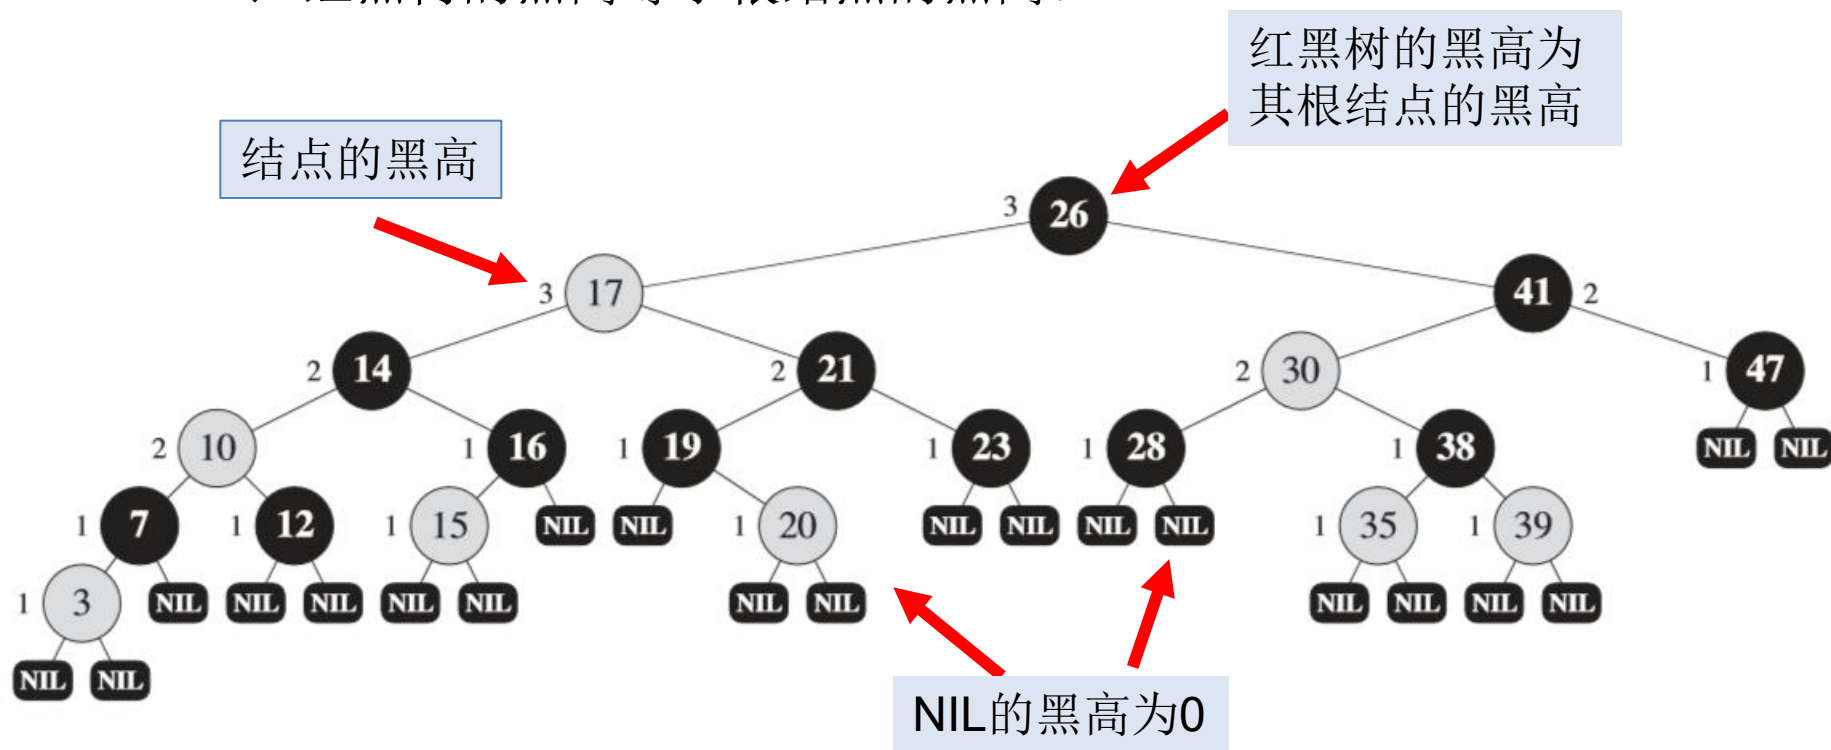 红黑树的黑高为
其根结点的黑高
结点的黑高
3 26
3 17 41 2
2 14 2 21 2 30 1 47
2 10 1 16 1 19 1 23 1 28 1 38 NIL NIL
1 7 1 12 1 15 NIL NIL 1 20 NIL NIL NIL NIL 1 35 1 39
1 3 NIL NIL NIL NIL NIL NIL NIL NIL NIL NIL NIL
NIL NIL
NIL的黑高为0